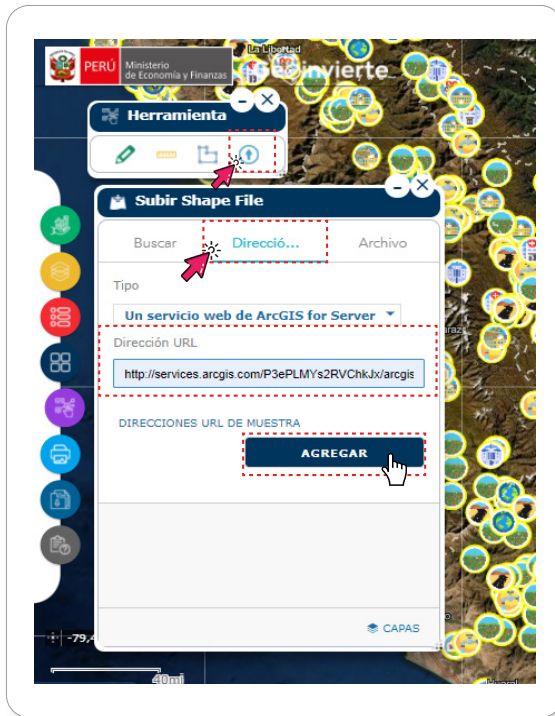 La Libertad
PERÚ
Ministerio
de Economía y Finanzas
invierte
Herramienta
Subir Shape File
Buscar
Direcció...
Archivo
Tipo
Un servicio web de ArcGIS for Server
Dirección URL
http://services.arcgis.com/P3ePLMYs2RVChkJx/arcgis
DIRECCIONES URL DE MUESTRA
AGREGAR
CAPAS
-79,4
40mi
Huaral